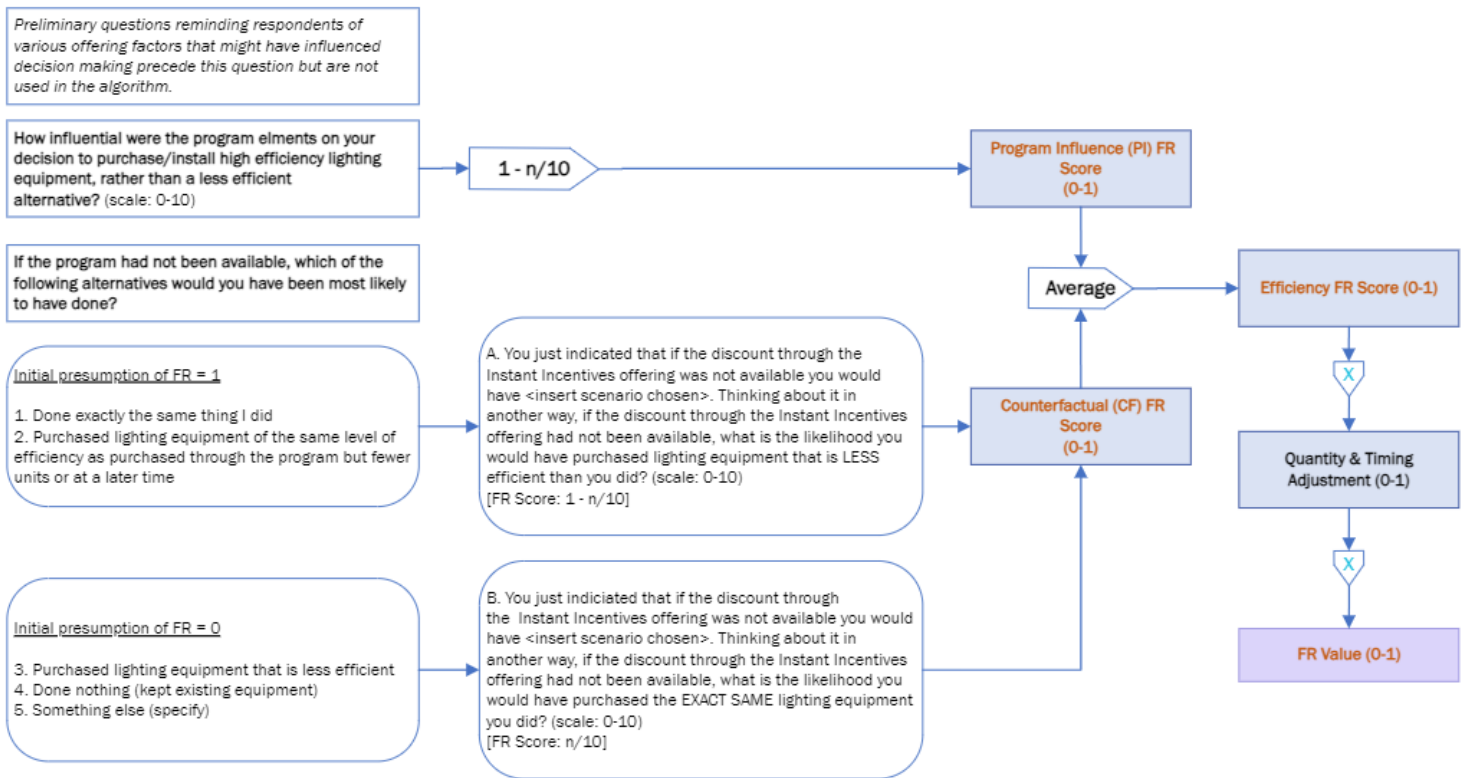 Preliminary questions reminding respondents of
various offering factors that might have influenced
decision making precede this question but are not
used in the algorithm.
How influential were the program elments on your
decision to purchase/install high efficiency lighting
equipment, rather than a less efficient
alternative? (scale: 0-10)
1 - n/10
Program Influence (PI) FR
Score
(0-1)
If the program had not been available, which of the
following alternatives would you have been most likely
to have done?
Average
Efficiency FR Score (0-1)
Initial presumption of FR = 1
1. Done exactly the same thing I did
2. Purchased lighting equipment of the same level of
efficiency as purchased through the program but fewer
units or at a later time
A. You just indicated that if the discount through the
Instant Incentives offering was not available you would
have <insert scenario chosen>. Thinking about it in
another way, if the discount through the Instant Incentives
offering had not been available, what is the likelihood you
would have purchased lighting equipment that is LESS
efficient than you did? (scale: 0-10)
[FR Score: 1 - n/10]
Counterfactual (CF) FR
Score
(0-1)
X
Quantity & Timing
Adjustment (0-1)
X
FR Value (0-1)
Initial presumption of FR = 0
3. Purchased lighting equipment that is less efficient
4. Done nothing (kept existing equipment)
5. Something else (specify)
B. You just indiciated that if the discount through
the  Instant Incentives offering was not available you would
have <insert scenario chosen>. Thinking about it in
another way, if the discount through the Instant Incentives
offering had not been available, what is the likelihood you
would have purchased the EXACT SAME lighting equipment
you did? (scale: 0-10)
[FR Score: n/10]